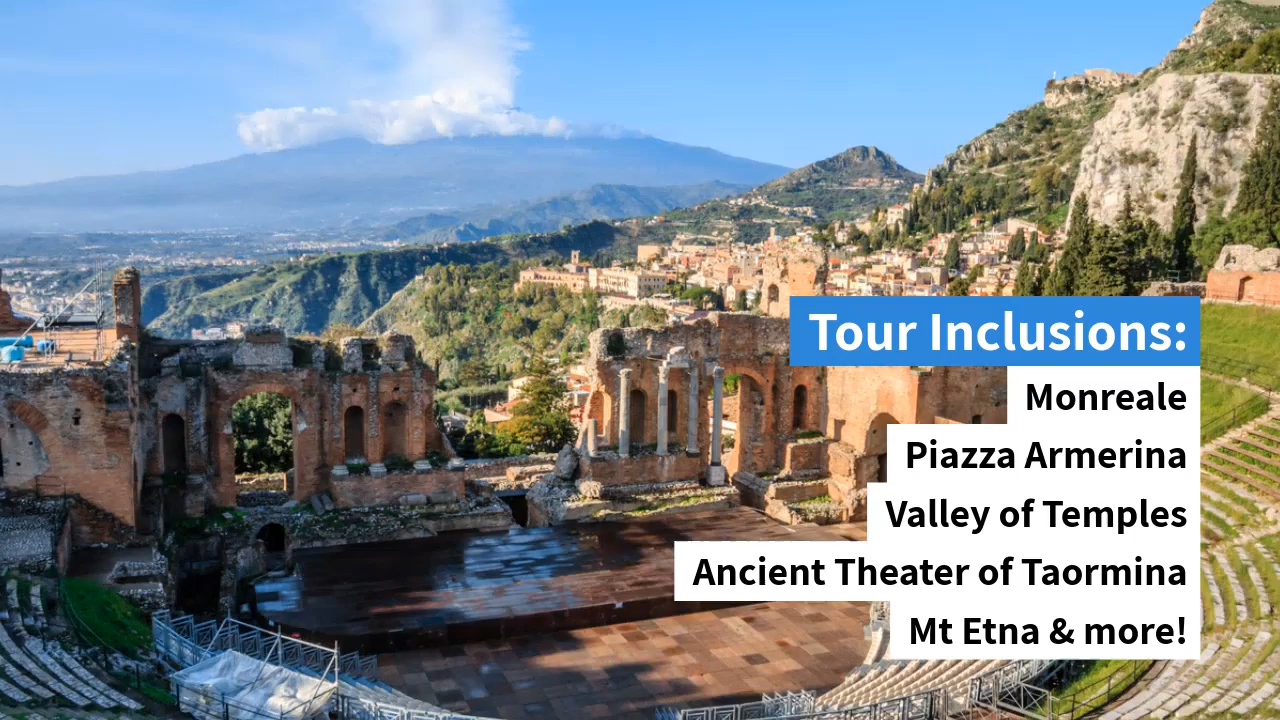 Tour Inclusions:
Monreale
Piazza Armerina
Valley of Temples
Ancient Theater of Taormina
Mt Etna & more!